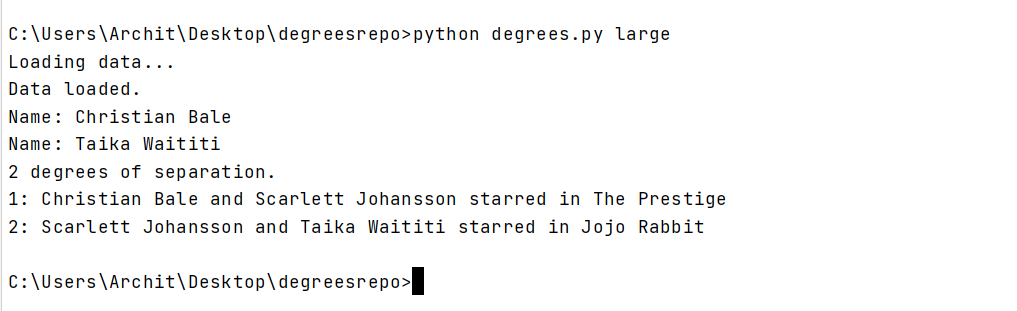 C:\Users\Archit\Desktop\degreesrepo>python degrees.py large
Loading data...
Data loaded.
Name: Christian Bale
Name: Taika Waititi
2 degrees of separation.
1: Christian Bale and Scarlett Johansson starred in The Prestige
2: Scarlett Johansson and Taika Waititi starred in Jojo Rabbit
C:\Users\Archit\Desktop\degreesrepo>